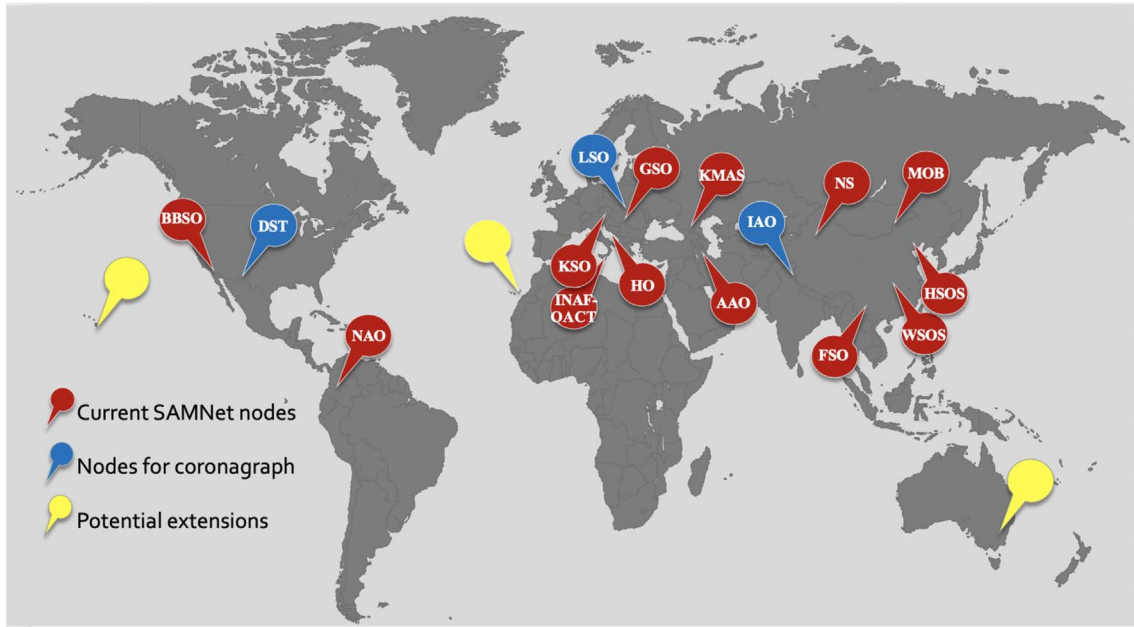 LSO
GSO
KMAS
NS
MOB
BBSO
DST
IAO
KSO
HO
INAF-
OACT
AAO
HSOS
WSOS
FSO
NAO
Current SAMNet nodes
Nodes for coronagraph
Potential extensions